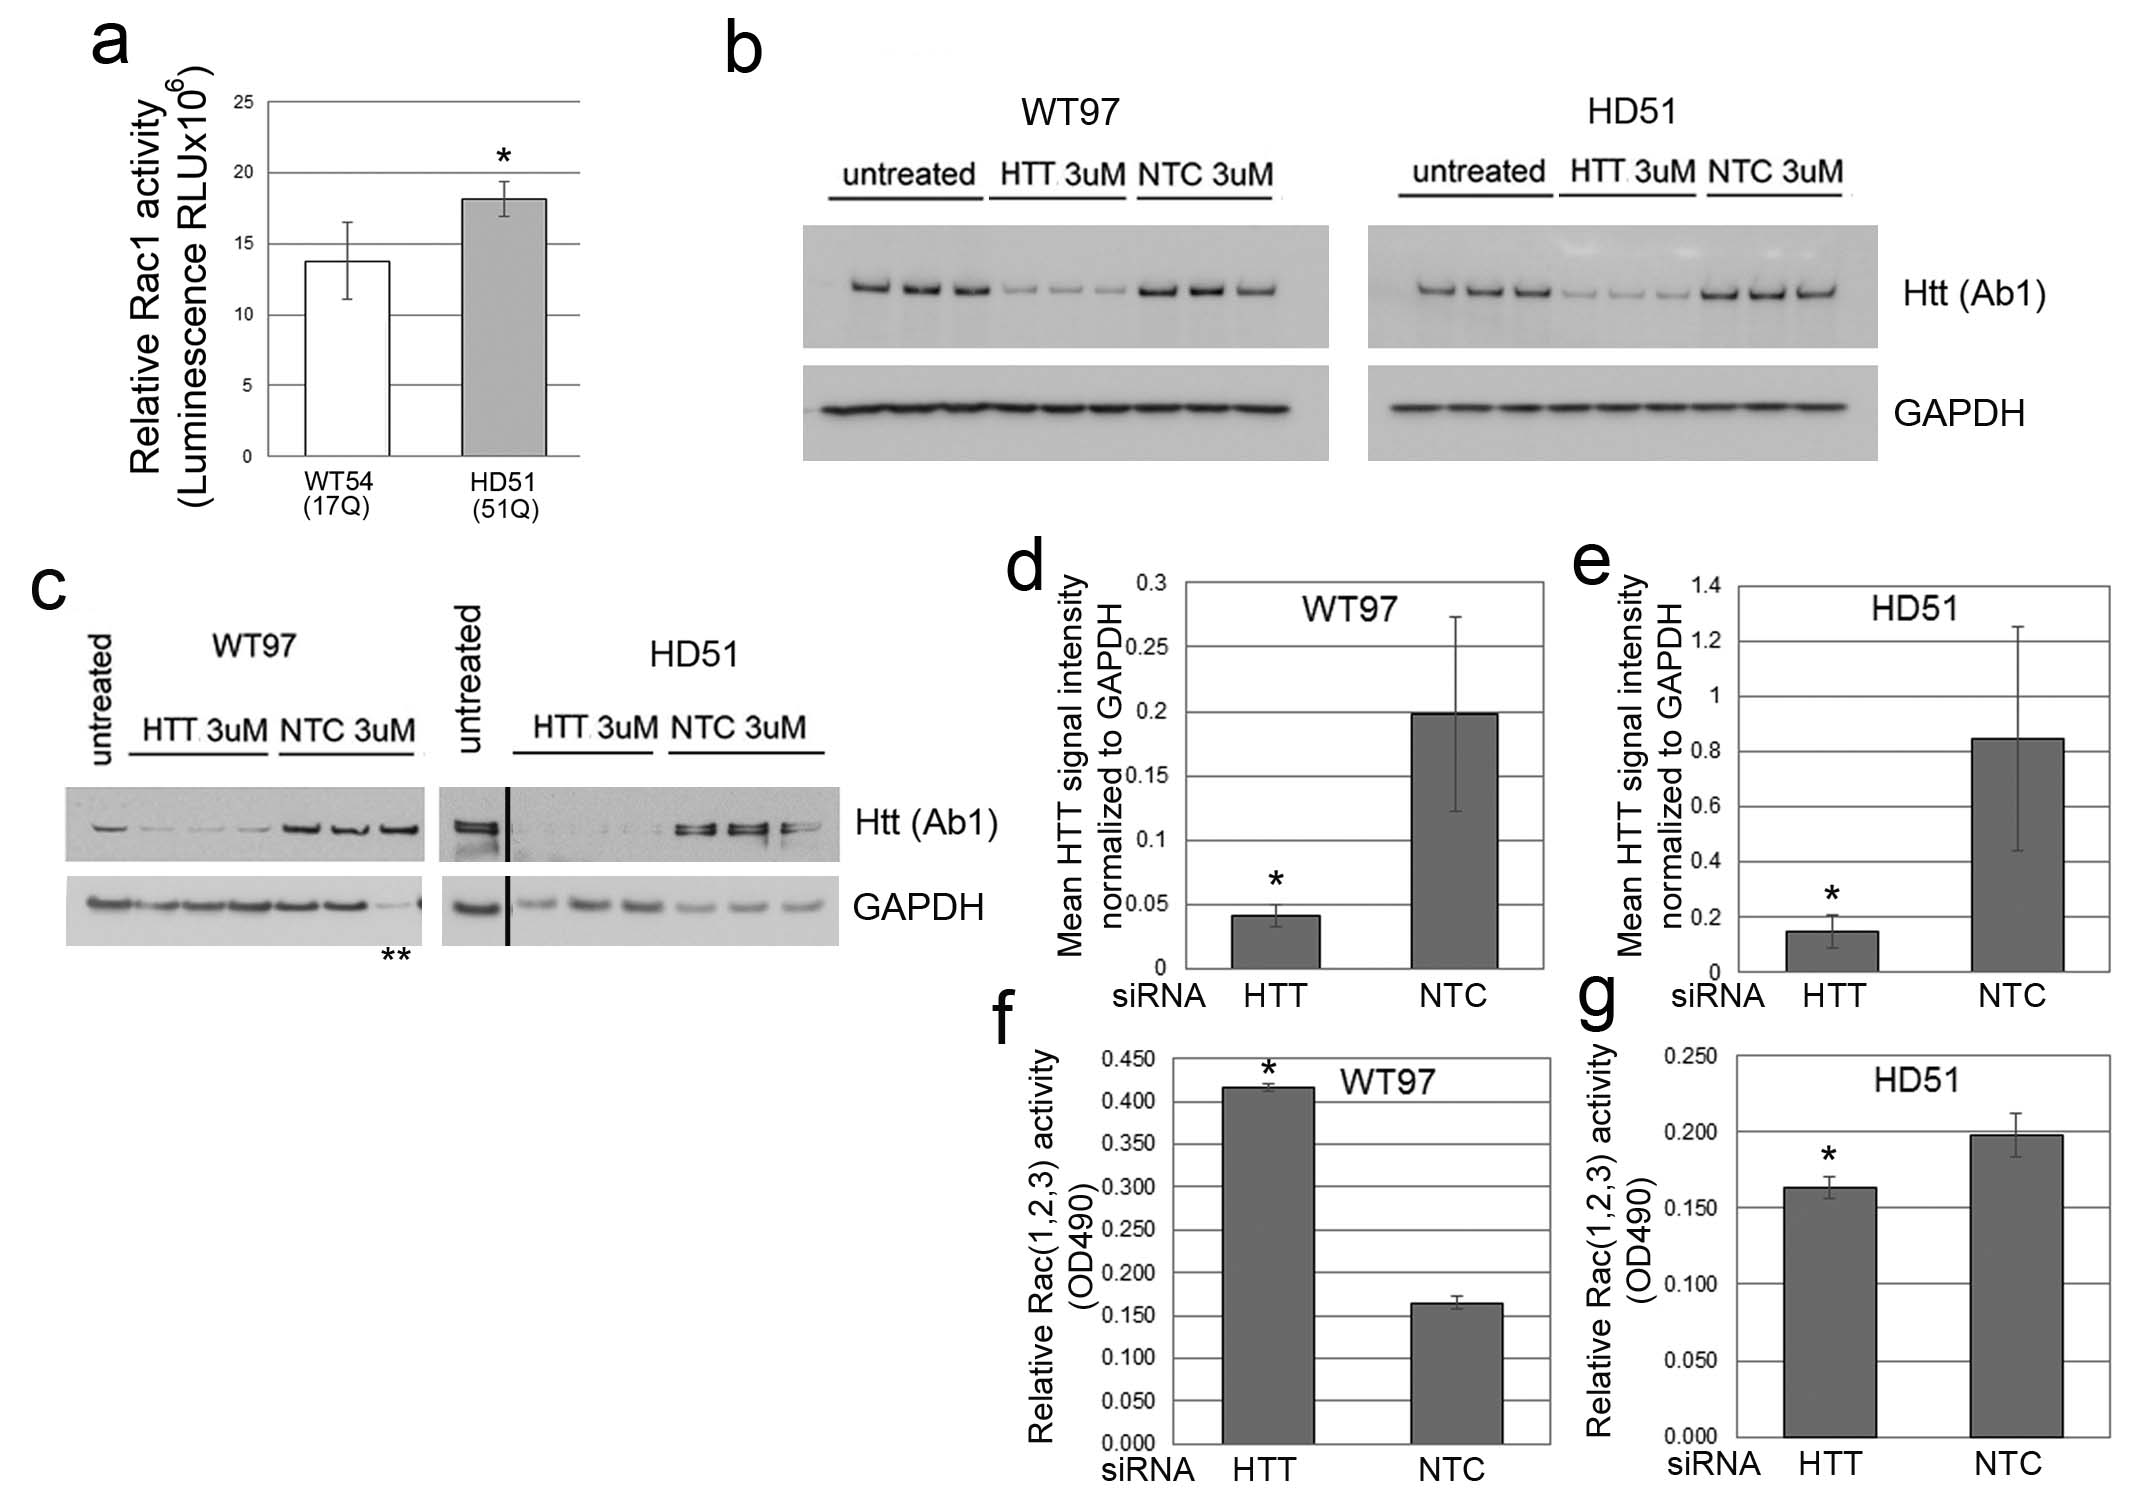 a
Relative Rac1 activity
(Luminescence RLUx10⁶)
25
20
15
10
5
0
*
WT54
(17Q)
HD51
(51Q)
b
WT97
HD51
untreated HTT 3uM NTC 3uM
untreated HTT 3uM NTC 3uM
Htt (Ab1)
GAPDH
c
untreated
WT97
HTT 3uM NTC 3uM
untreated
HD51
HTT 3uM NTC 3uM
Htt (Ab1)
GAPDH
**
d
Mean HTT signal intensity
normalized to GAPDH
WT97
0.3
0.25
0.2
0.15
0.1
0.05
0
*
siRNA HTT NTC
e
Mean HTT signal intensity
normalized to GAPDH
HD51
1.4
1.2
1
0.8
0.6
0.4
0.2
0
*
siRNA HTT NTC
f
Relative Rac(1,2,3) activity
(OD490)
WT97
0.450
0.400
0.350
0.300
0.250
0.200
0.150
0.100
0.050
0.000
*
siRNA HTT NTC
g
Relative Rac(1,2,3) activity
(OD490)
HD51
0.250
0.200
0.150
0.100
0.050
0.000
*
siRNA HTT NTC